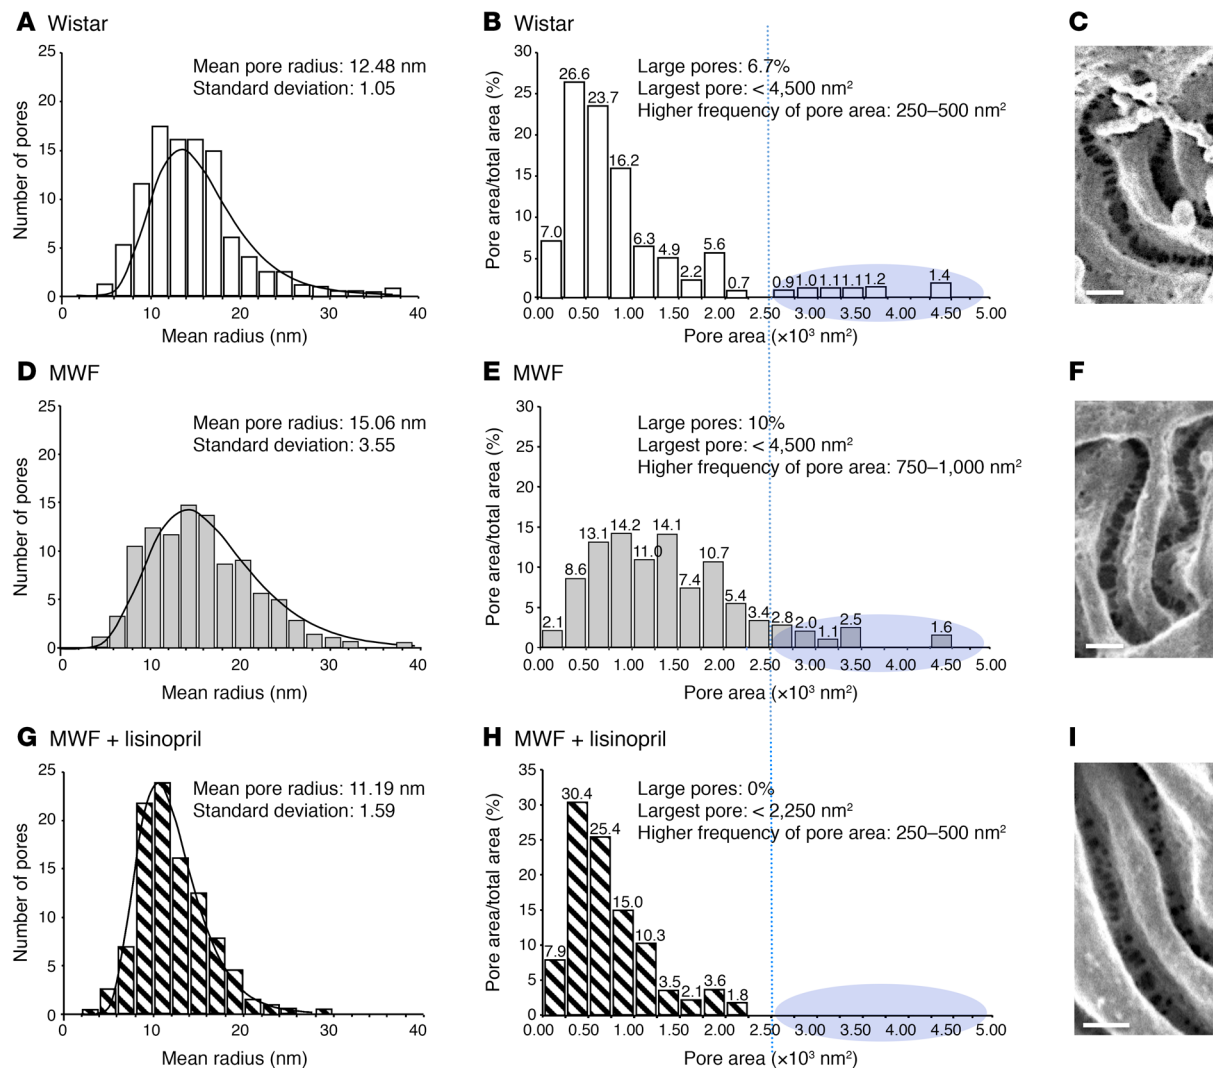 A Wistar
Number of pores
25
20
15
10
5
0
0 10 20 30 40
Mean radius (nm)
Mean pore radius: 12.48 nm
Standard deviation: 1.05
B Wistar
Pore area/total area (%)
30
25
20
15
10
5
0
Large pores: 6.7%
Largest pore: < 4,500 nm²
Higher frequency of pore area: 250–500 nm²
7.0 26.6 23.7 16.2 6.3 4.9 2.2 5.6 0.7 0.9 1.0 1.1 1.1 1.2 1.4
0.00 0.50 1.00 1.50 2.00 2.50 3.00 3.50 4.00 4.50 5.00
Pore area (×10³ nm²)
C
D MWF
Number of pores
25
20
15
10
5
0
0 10 20 30 40
Mean radius (nm)
Mean pore radius: 15.06 nm
Standard deviation: 3.55
E MWF
Pore area/total area (%)
30
25
20
15
10
5
0
Large pores: 10%
Largest pore: < 4,500 nm²
Higher frequency of pore area: 750–1,000 nm²
2.1 8.6 13.1 14.2 11.0 14.1 7.4 10.7 5.4 3.4 2.8 2.0 1.1 2.5 1.6
0.00 0.50 1.00 1.50 2.00 2.50 3.00 3.50 4.00 4.50 5.00
Pore area (×10³ nm²)
F
G MWF + lisinopril
Number of pores
25
20
15
10
5
0
0 10 20 30 40
Mean radius (nm)
Mean pore radius: 11.19 nm
Standard deviation: 1.59
H MWF + lisinopril
Pore area/total area (%)
35
30
25
20
15
10
5
0
Large pores: 0%
Largest pore: < 2,250 nm²
Higher frequency of pore area: 250–500 nm²
7.9 30.4 25.4 15.0 10.3 3.5 2.1 3.6 1.8
0.00 0.50 1.00 1.50 2.00 2.50 3.00 3.50 4.00 4.50 5.00
Pore area (×10³ nm²)
I